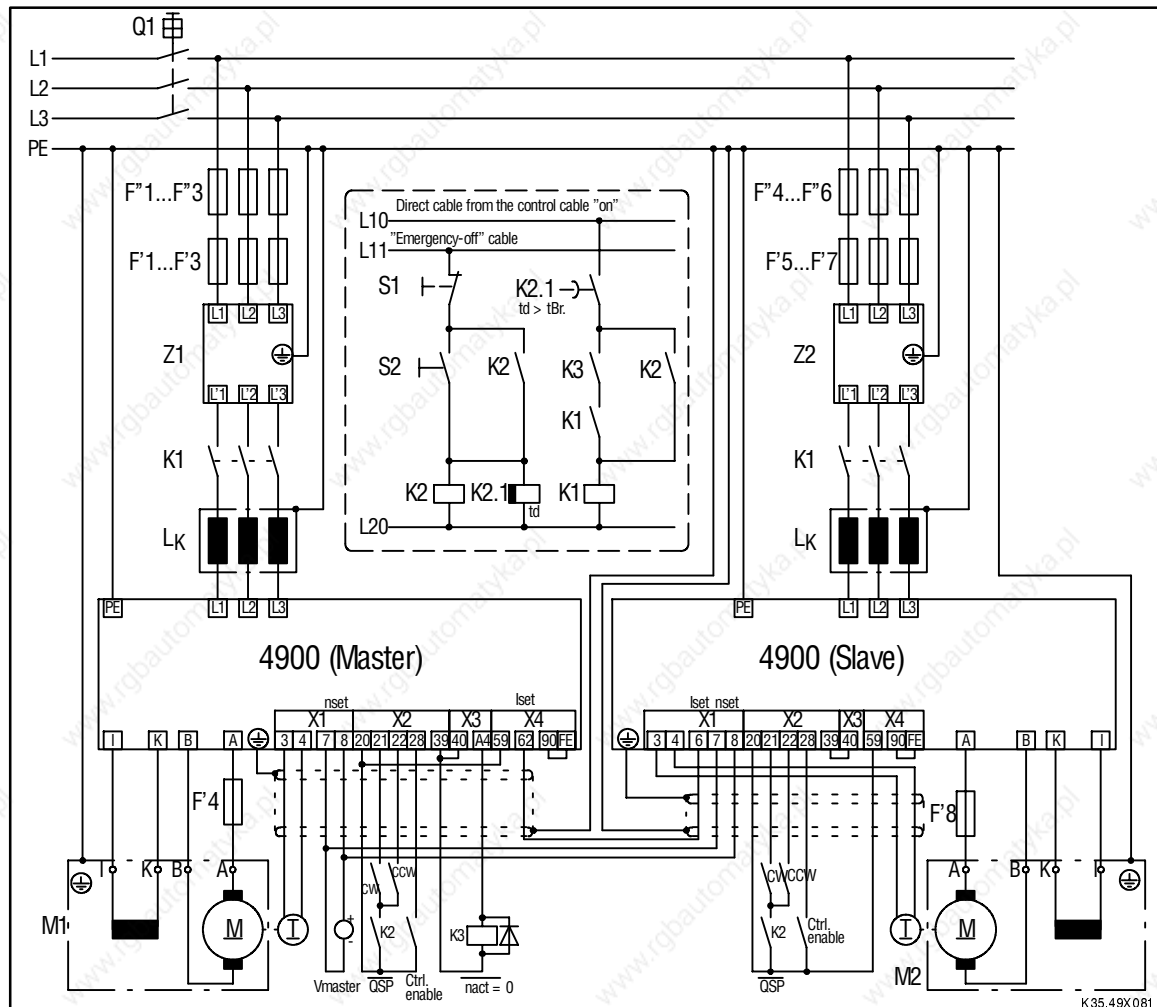 Q1
L1
L2
L3
PE
F"1...F"3
F'1...F'3
L1 L2 L3
Z1
L'1 L'2 L'3
K1
LK
Direct cable from the control cable "on"
L10
"Emergency-off" cable
L11
S1
K2.1
td > tBr.
S2
K2
K3
K2
K1
K2
K2.1
td
K1
L20
F"4...F"6
F'5...F'7
L1 L2 L3
Z2
L'1 L'2 L'3
K1
LK
PE L1 L2 L3
4900 (Master)
nset
Iset
X1 X2 X3 X4
I K B A 3 4 7 8 20 21 22 28 39 40 A4 59 62 90 FE
PE L1 L2 L3
4900 (Slave)
Iset nset
X1 X2 X3 X4
3 4 6 7 8 20 21 22 28 39 40 59 90 FE A B K I
F'4
F'8
I K B A
M1
M
I
+
-
Vmaster
CW
CCW
K2
QSP
Ctrl.
enable
K3
nact = 0
CW
CCW
K2
QSP
Ctrl.
enable
A B K I
I
M
M2
K35.49X081
www.rgbautomatyka.pl